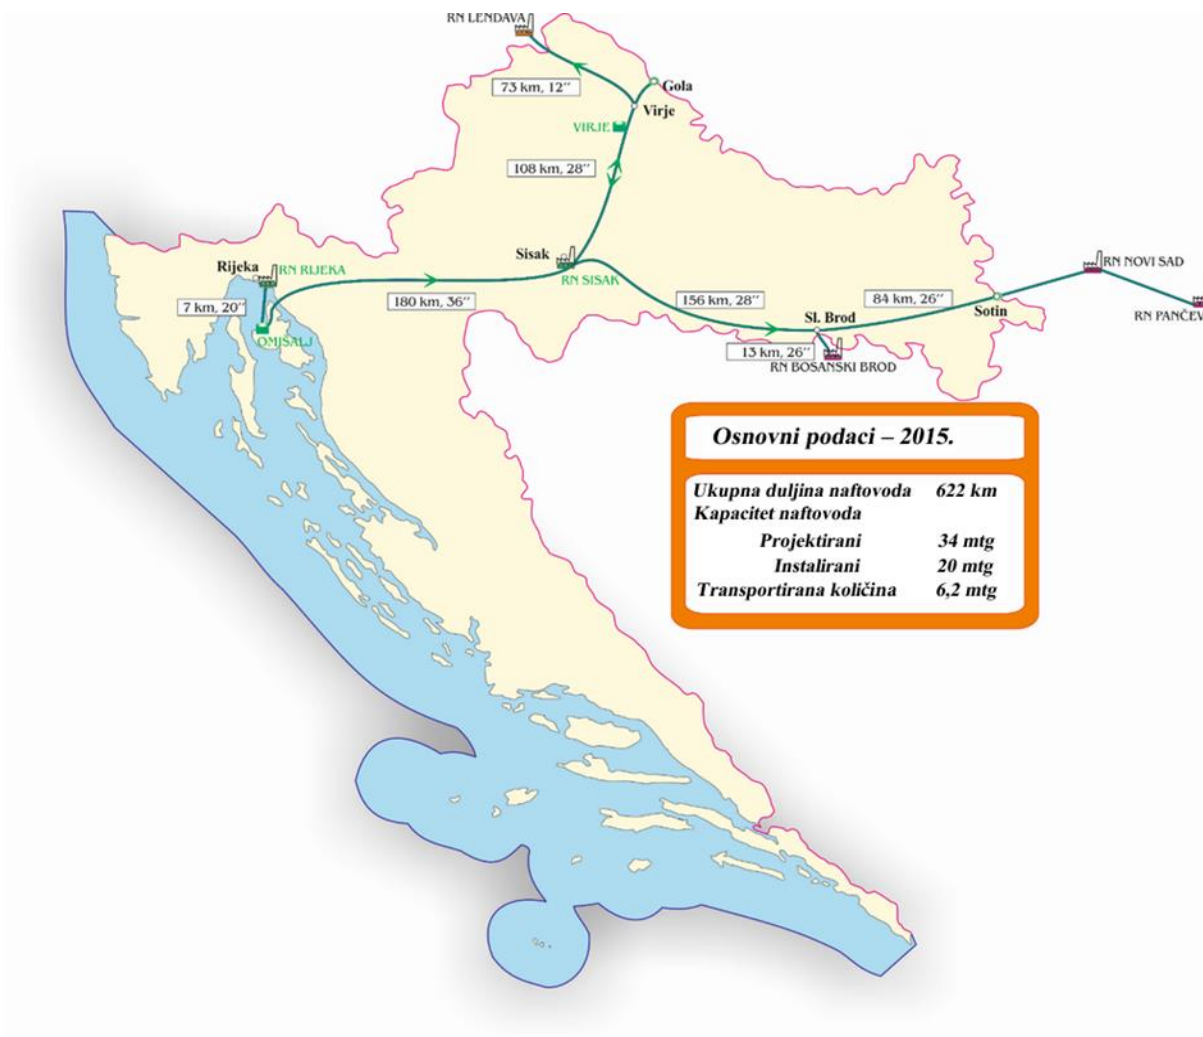 RN LENDAVA
73 km, 12’’
Gola
Virje
VIRJE
108 km, 28’’
Sisak
RN SISAK
Rijeka
RN RIJEKA
7 km, 20’’
180 km, 36’’
OMIŠALJ
156 km, 28’’
84 km, 26’’
RN NOVI SAD
Sotin
RN PANČEV
Sl. Brod
13 km, 26’’
RN BOSANSKI BROD
Osnovni podaci – 2015.
Ukupna duljina naftovoda 622 km
Kapacitet naftovoda
Projektirani 34 mtg
Instalirani 20 mtg
Transportirana količina 6,2 mtg